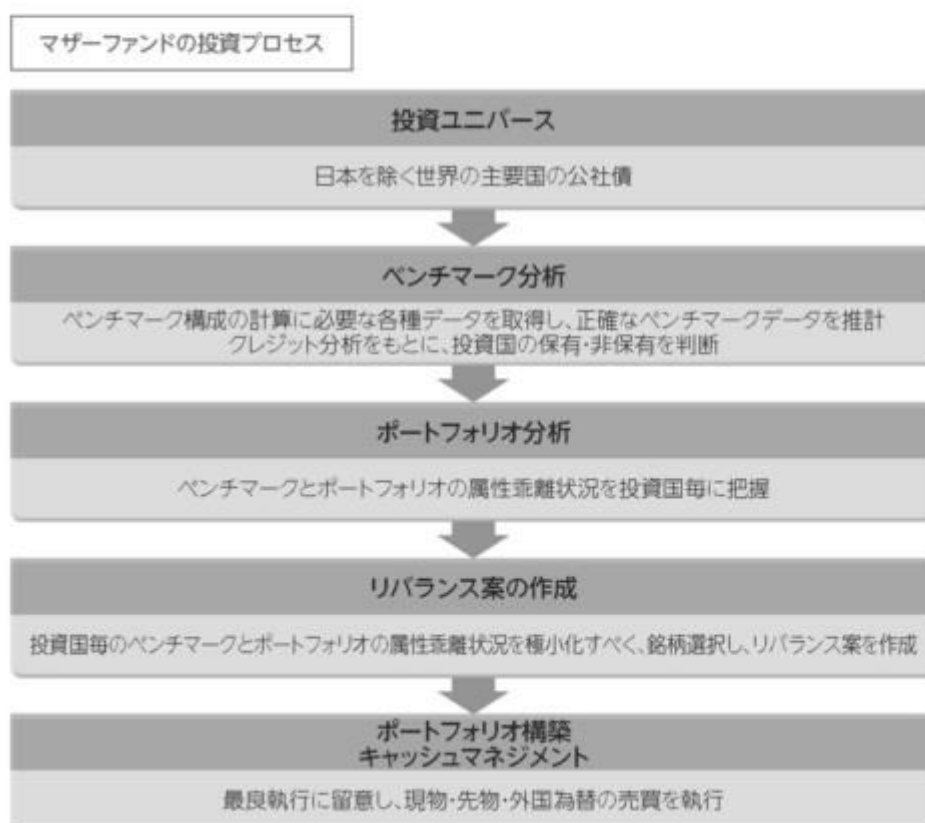 マザーファンドの投資プロセス
投資ユニバース
日本を除く世界の主要国の公社債
ベンチマーク分析
ベンチマーク構成の計算に必要な各種データを取得し、正確なベンチマークデータを推計
クレジット分析をもとに、投資国の保有・非保有を判断
ポートフォリオ分析
ベンチマークとポートフォリオの属性乖離状況を投資国毎に把握
リバランス案の作成
投資国毎のベンチマークとポートフォリオの属性乖離状況を極小化すべく、銘柄選択し、リバランス案を作成
ポートフォリオ構築
キャッシュマネジメント
最良執行に留意し、現物・先物・外国為替の売買を執行